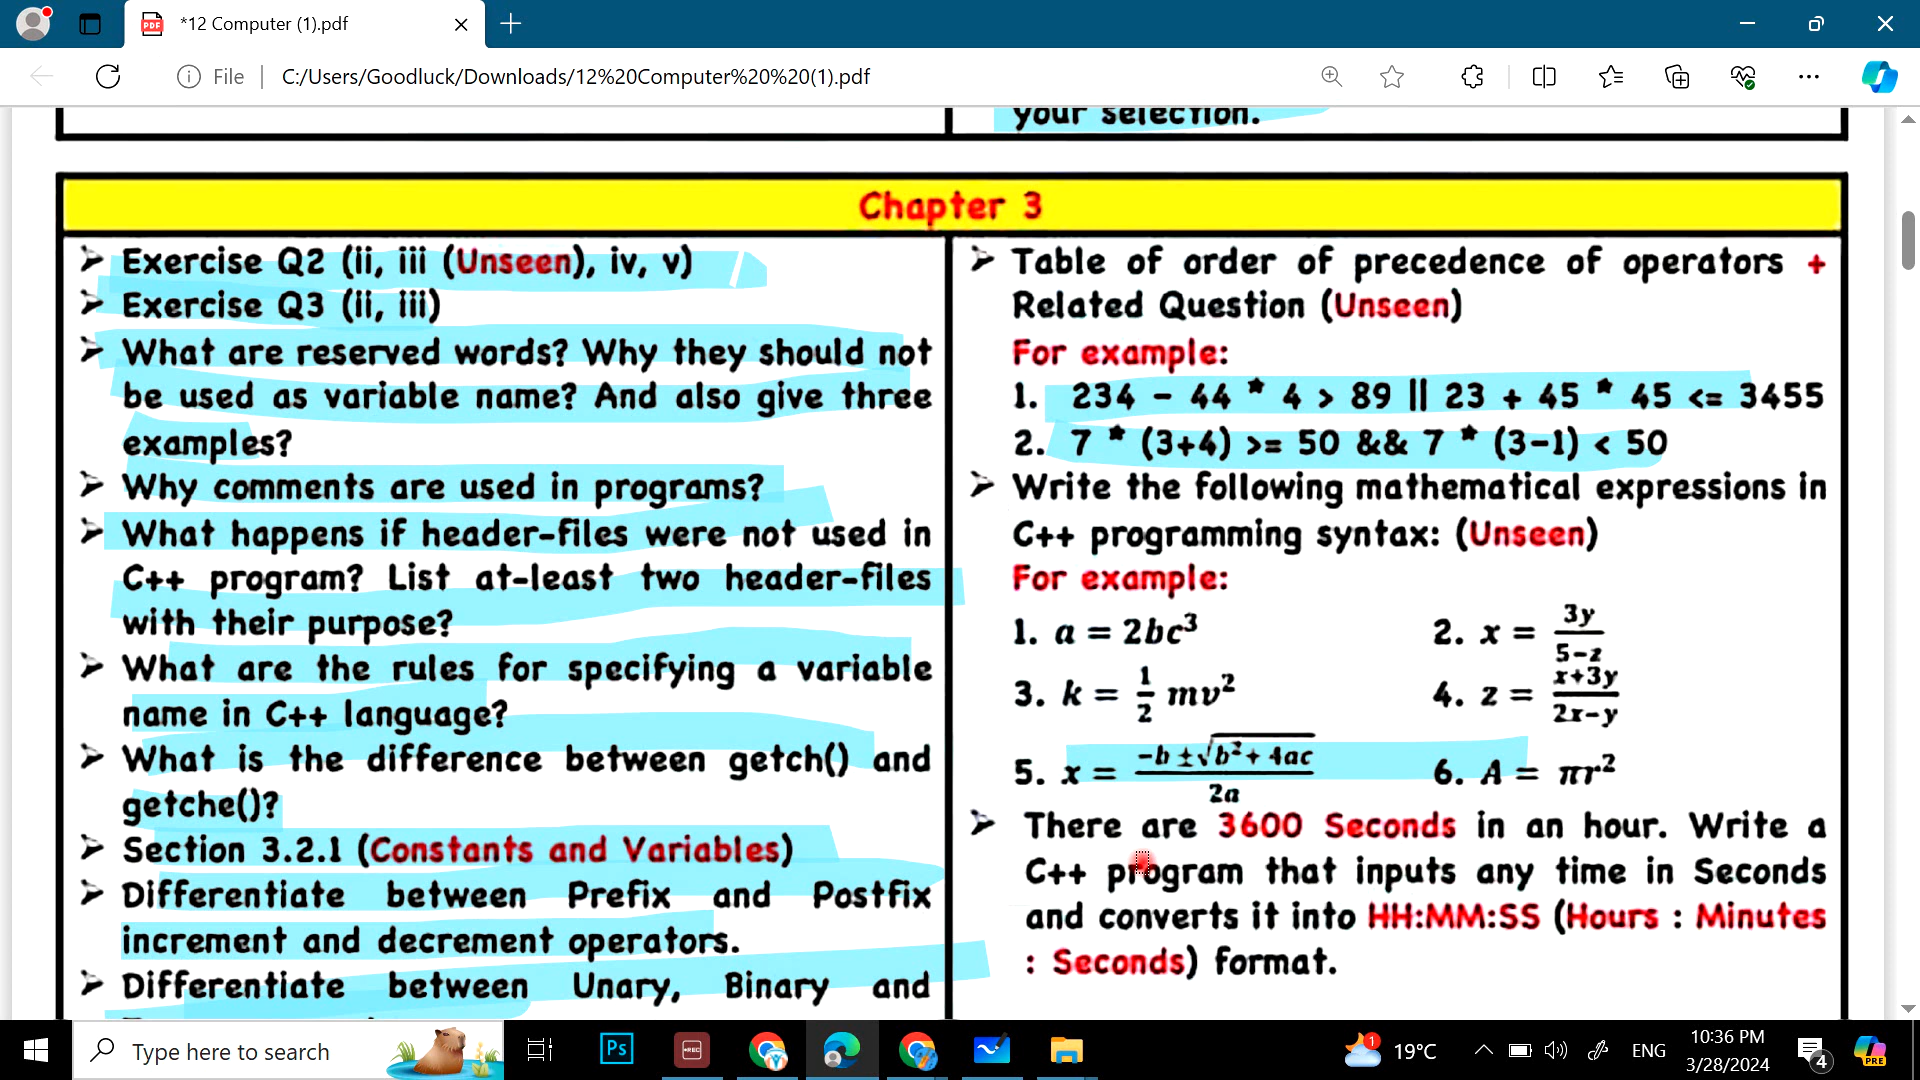 *12 Computer (1).pdf
File
C:/Users/Goodluck/Downloads/12%20Computer%20%20(1).pdf
your selection.
Chapter 3
➢ Exercise Q2 (ii, iii (Unseen), iv, v)
➢ Exercise Q3 (ii, iii)
➢ What are reserved words? Why they should not
be used as variable name? And also give three
examples?
➢ Why comments are used in programs?
➢ What happens if header-files were not used in
C++ program? List at-least two header-files
with their purpose?
➢ What are the rules for specifying a variable
name in C++ language?
➢ What is the difference between getch() and
getche()?
➢ Section 3.2.1 (Constants and Variables)
➢ Differentiate between Prefix and Postfix
increment and decrement operators.
➢ Differentiate between Unary, Binary and
➢ Table of order of precedence of operators +
Related Question (Unseen)
For example:
1. 234 - 44 * 4 > 89 || 23 + 45 * 45 <= 3455
2. 7 * (3+4) >= 50 && 7 * (3-1) < 50
➢ Write the following mathematical expressions in
C++ programming syntax: (Unseen)
For example:
1. a = 2bc³ 2. x = 3y/(5-z)
3. k = 1/2 mv² 4. z = (x+3y)/(2x-y)
5. x = (-b ±√(b²+ 4ac))/2a 6. A = πr²
➢ There are 3600 Seconds in an hour. Write a
C++ program that inputs any time in Seconds
and converts it into HH:MM:SS (Hours : Minutes
: Seconds) format.
Type here to search
Ps
REC
1
19°C
ENG
10:36 PM
3/28/2024
4
PRE